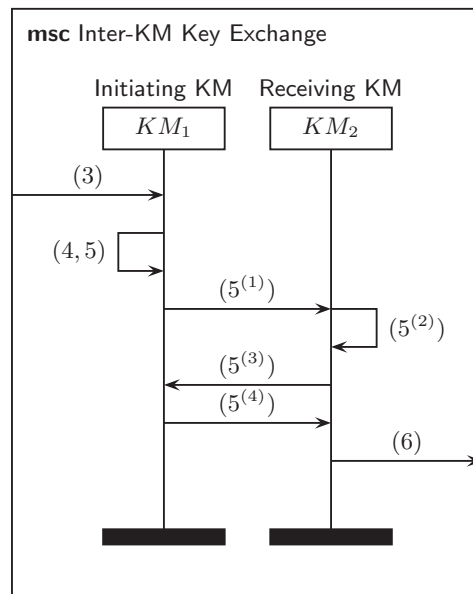 msc Inter-KM Key Exchange
Initiating KM Receiving KM
KM₁ KM₂
(3)
(4, 5)
(5⁽¹⁾)
(5⁽²⁾)
(5⁽³⁾)
(5⁽⁴⁾)
(6)